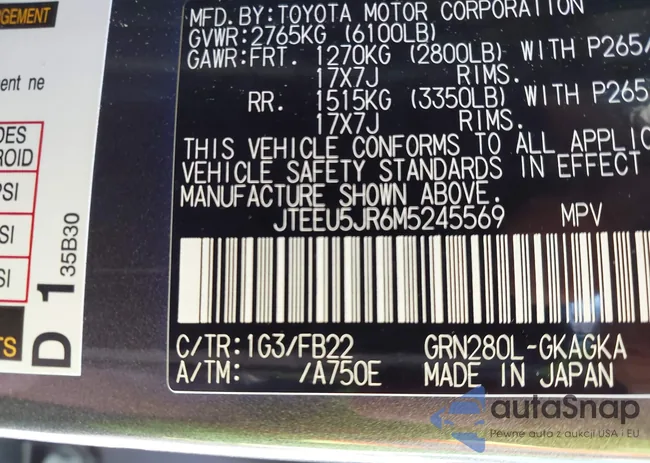 RGEMENT
MFD.BY:TOYOTA MOTOR CORPORATION
GVWR:2765KG (6100LB)
GAWR:FRT. 1270KG (2800LB) WITH P265/
17X7J RIMS.
RR. 1515KG (3350LB) WITH P265
17X7J RIMS.
THIS VEHICLE CONFORMS TO ALL APPLIC
VEHICLE SAFETY STANDARDS IN EFFECT
MANUFACTURE SHOWN ABOVE.
JTEEU5JR6M5245569 MPV
C/TR:1G3/FB22 GRN280L-GKAGKA
A/TM: /A750E MADE IN JAPAN
ent ne
DES
ROID
PSI
SI
SI
TS
D 1 35B30
autaSnap
Pewne auta z aukcji USA i EU